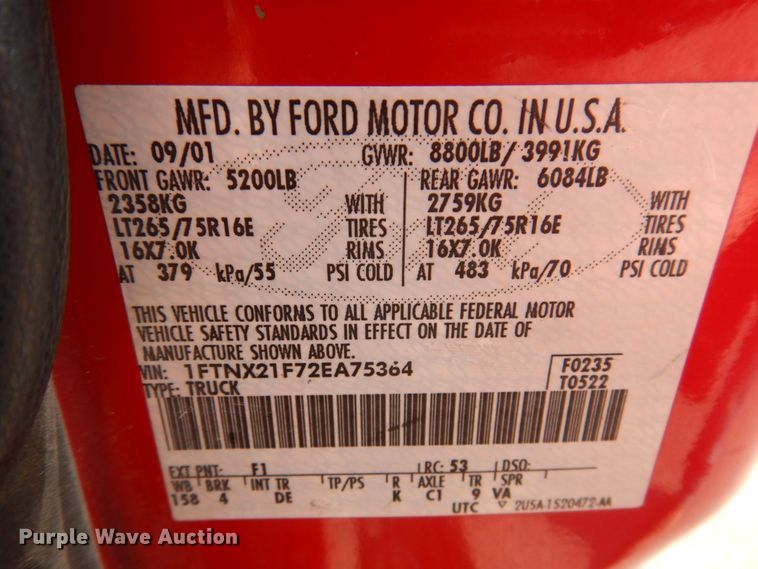 MFD. BY FORD MOTOR CO. IN U.S.A.
DATE: 09/01 GVWR: 8800LB/3991KG
FRONT GAWR: 5200LB REAR GAWR: 6084LB
2358KG WITH 2759KG WITH
LT265/75R16E TIRES LT265/75R16E TIRES
16X7.0K RIMS 16X7.0K RIMS
AT 379 kPa/55 PSI COLD AT 483 kPa/70 PSI COLD
THIS VEHICLE CONFORMS TO ALL APPLICABLE FEDERAL MOTOR
VEHICLE SAFETY STANDARDS IN EFFECT ON THE DATE OF
MANUFACTURE SHOWN ABOVE.
VIN: 1FTNX21F72EA75364 F0235
TYPE: TRUCK T0522
EXT PNT: F1 RC: 53 DSO:
WB BRK INT TR TP/PS R AXLE TR SPR
158 4 DE K C1 9 VA
UTC 2U5A-1520472-AA
Purple Wave Auction